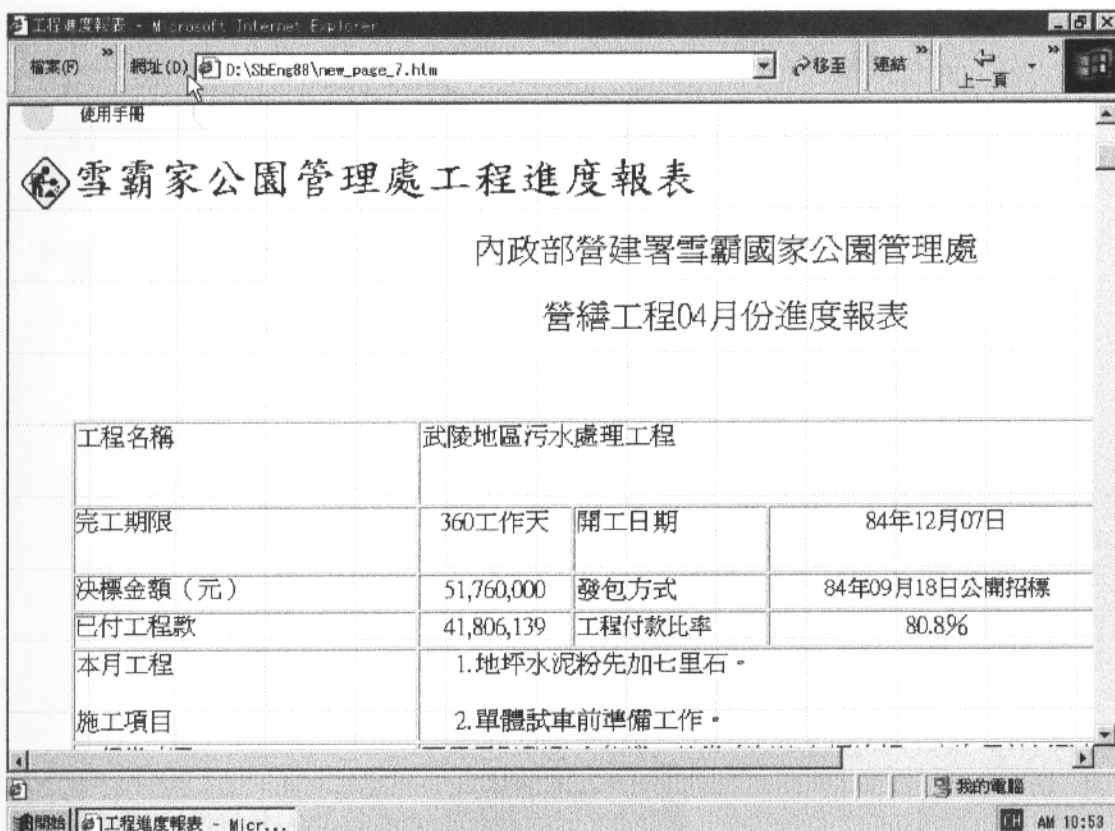 工程進度報表 - Microsoft Internet Explorer
檔案(F) » 網址(D) D:\SbEng88\new_page_7.htm 移至 連結 » 上一頁 »
使用手冊
雪霸家公園管理處工程進度報表
內政部營建署雪霸國家公園管理處
營繕工程04月份進度報表
工程名稱 武陵地區污水處理工程
完工期限 360工作天 開工日期 84年12月07日
決標金額（元） 51,760,000 發包方式 84年09月18日公開招標
已付工程款 41,806,139 工程付款比率 80.8%
本月工程 1.地坪水泥粉先加七里石。
施工項目 2.單體試車前準備工作。
我的電腦
開始 工程進度報表 - Micr... CH AM 10:53